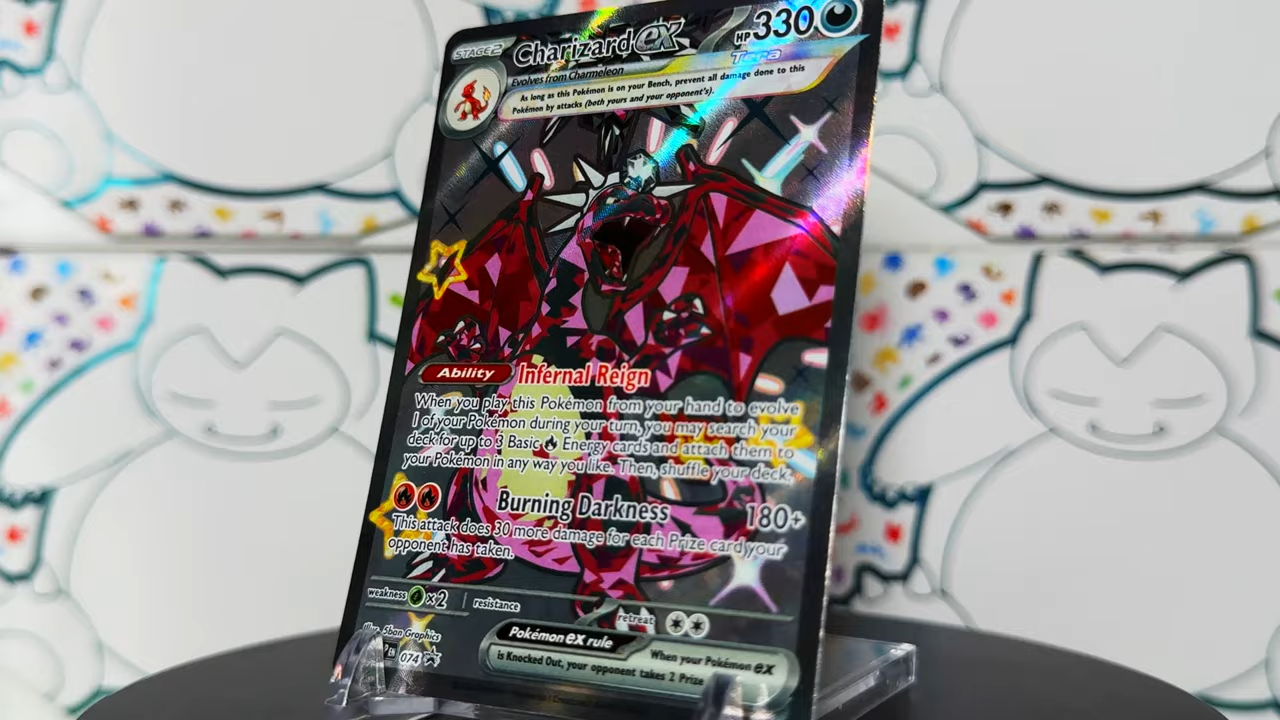 STAGE 2 Charizard ex HP 330
Tera
Evolves from Charmeleon
As long as this Pokémon is on your Bench, prevent all damage done to this
Pokémon by attacks (both yours and your opponent's).
Ability Infernal Reign
When you play this Pokémon from your hand to evolve
1 of your Pokémon during your turn, you may search your
deck for up to 3 Basic Energy cards and attach them to
your Pokémon in any way you like. Then, shuffle your deck.
Burning Darkness 180+
This attack does 30 more damage for each Prize card your
opponent has taken.
weakness ×2 resistance
retreat
Illus. 5ban Graphics
Pokémon ex rule When your Pokémon ex
is Knocked Out, your opponent takes 2 Prize
EN 074